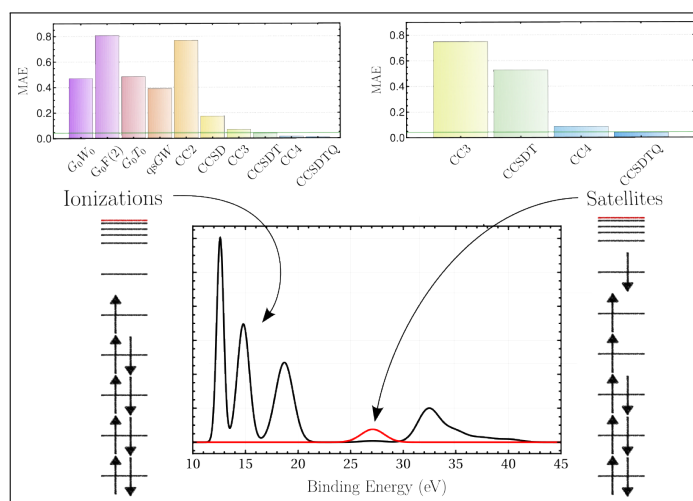 MAE
0.8
0.6
0.4
0.2
0.0
G₀W₀
G₀F(2)
G₀T₀
qsGW
CC2
CCSD
CC3
CCSDT
CC4
CCSDTQ
MAE
0.8
0.6
0.4
0.2
0.0
CC3
CCSDT
CC4
CCSDTQ
Ionizations
Satellites
10 15 20 25 30 35 40 45
Binding Energy (eV)